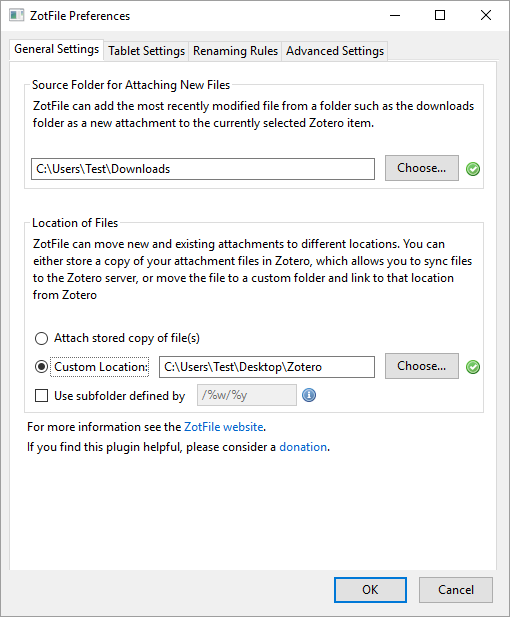 ZotFile Preferences
General Settings Tablet Settings Renaming Rules Advanced Settings
Source Folder for Attaching New Files
ZotFile can add the most recently modified file from a folder such as the downloads
folder as a new attachment to the currently selected Zotero item.
C:\Users\Test\Downloads Choose...
Location of Files
ZotFile can move new and existing attachments to different locations. You can
either store a copy of your attachment files in Zotero, which allows you to sync files
to the Zotero server, or move the file to a custom folder and link to that location
from Zotero
Attach stored copy of file(s)
Custom Location: C:\Users\Test\Desktop\Zotero Choose...
Use subfolder defined by /%w/%y
For more information see the ZotFile website.
If you find this plugin helpful, please consider a donation.
OK Cancel